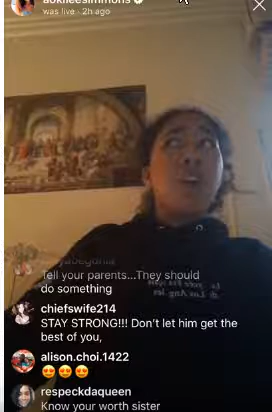 aokileesimmons
was live · 2h ago
Tell your parents...They should
do something
chiefswife214
STAY STRONG!!! Don't let him get the
best of you,
alison.choi.1422
😍😍😍
respeckdaqueen
Know your worth sister